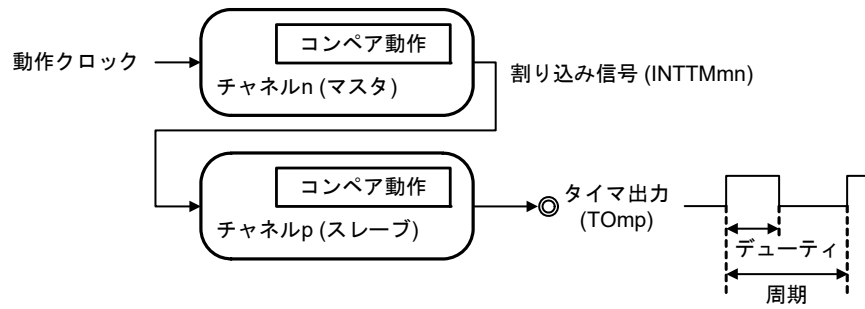 コンペア動作
動作クロック
チャネルn (マスタ)
割り込み信号 (INTTMmn)
コンペア動作
チャネルp (スレーブ)
タイマ出力
(TOmp)
デューティ
周期